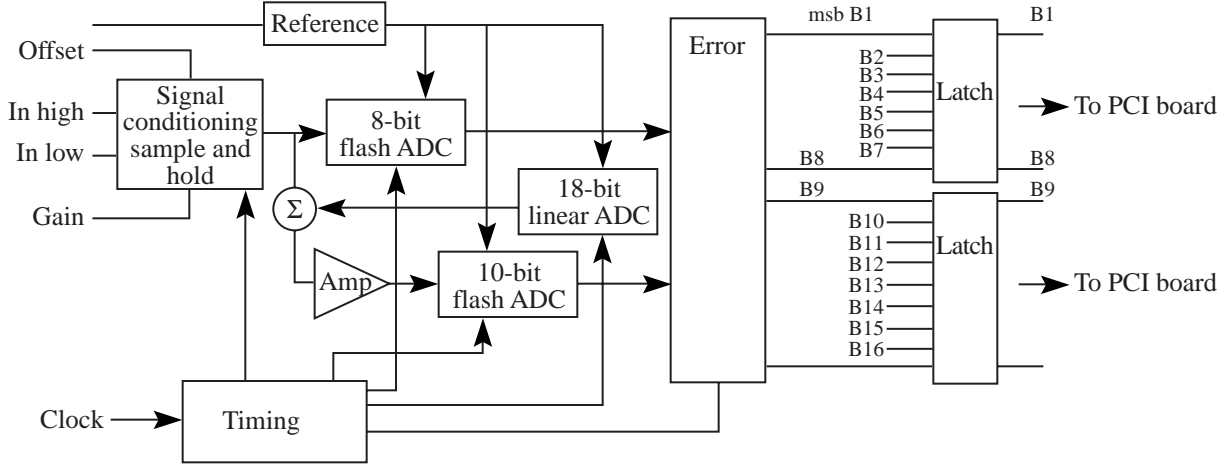 Reference
Offset
In high
In low
Gain
Signal
conditioning
sample and
hold
8-bit
flash ADC
18-bit
linear ADC
Σ
Amp
10-bit
flash ADC
Clock
Timing
Error
msb B1
B2
B3
B4
B5
B6
B7
B8
B9
B10
B11
B12
B13
B14
B15
B16
Latch
Latch
B1
To PCI board
B8
B9
To PCI board